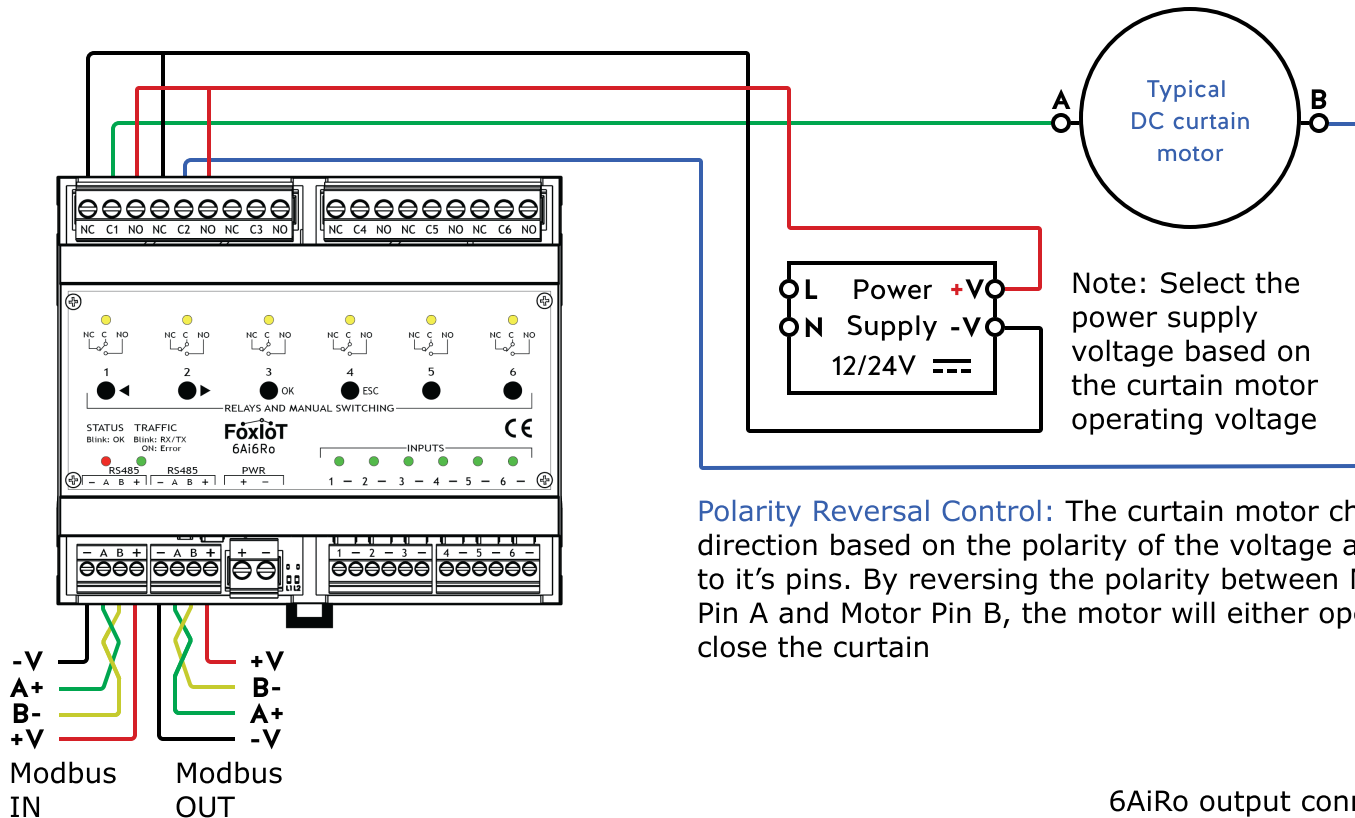 A
B
Typical
DC curtain
motor
NC C1 NO NC C2 NO NC C3 NO
NC C4 NO NC C5 NO NC C6 NO
L Power +V
N Supply -V
12/24V
Note: Select the
power supply
voltage based on
the curtain motor
operating voltage
NC C NO NC C NO NC C NO NC C NO NC C NO NC C NO
1 2 3 4 5 6
OK ESC
RELAYS AND MANUAL SWITCHING
STATUS TRAFFIC
Blink: OK Blink: RX/TX
ON: Error
FOXIOT
6Ai6Ro
CE
INPUTS
RS485 RS485 PWR
– A B + – A B + + –
1 – 2 – 3 – 4 – 5 – 6 –
– A B + – A B + + –
1 – 2 – 3 – 4 – 5 – 6 –
L1 L2
Polarity Reversal Control: The curtain motor ch
direction based on the polarity of the voltage a
to it's pins. By reversing the polarity between
Pin A and Motor Pin B, the motor will either op
close the curtain
-V
A+
B-
+V
+V
B-
A+
-V
Modbus
IN
Modbus
OUT
6AiRo output con